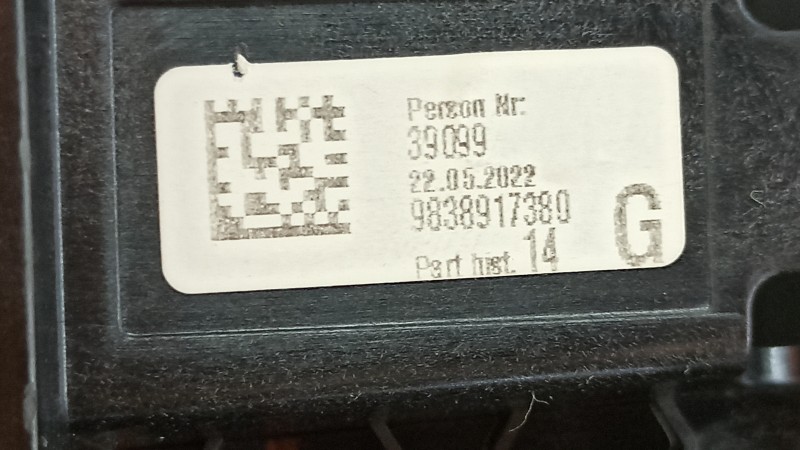 Person Nr:
39099
22.05.2022
9838917380
Part hist. 14
G